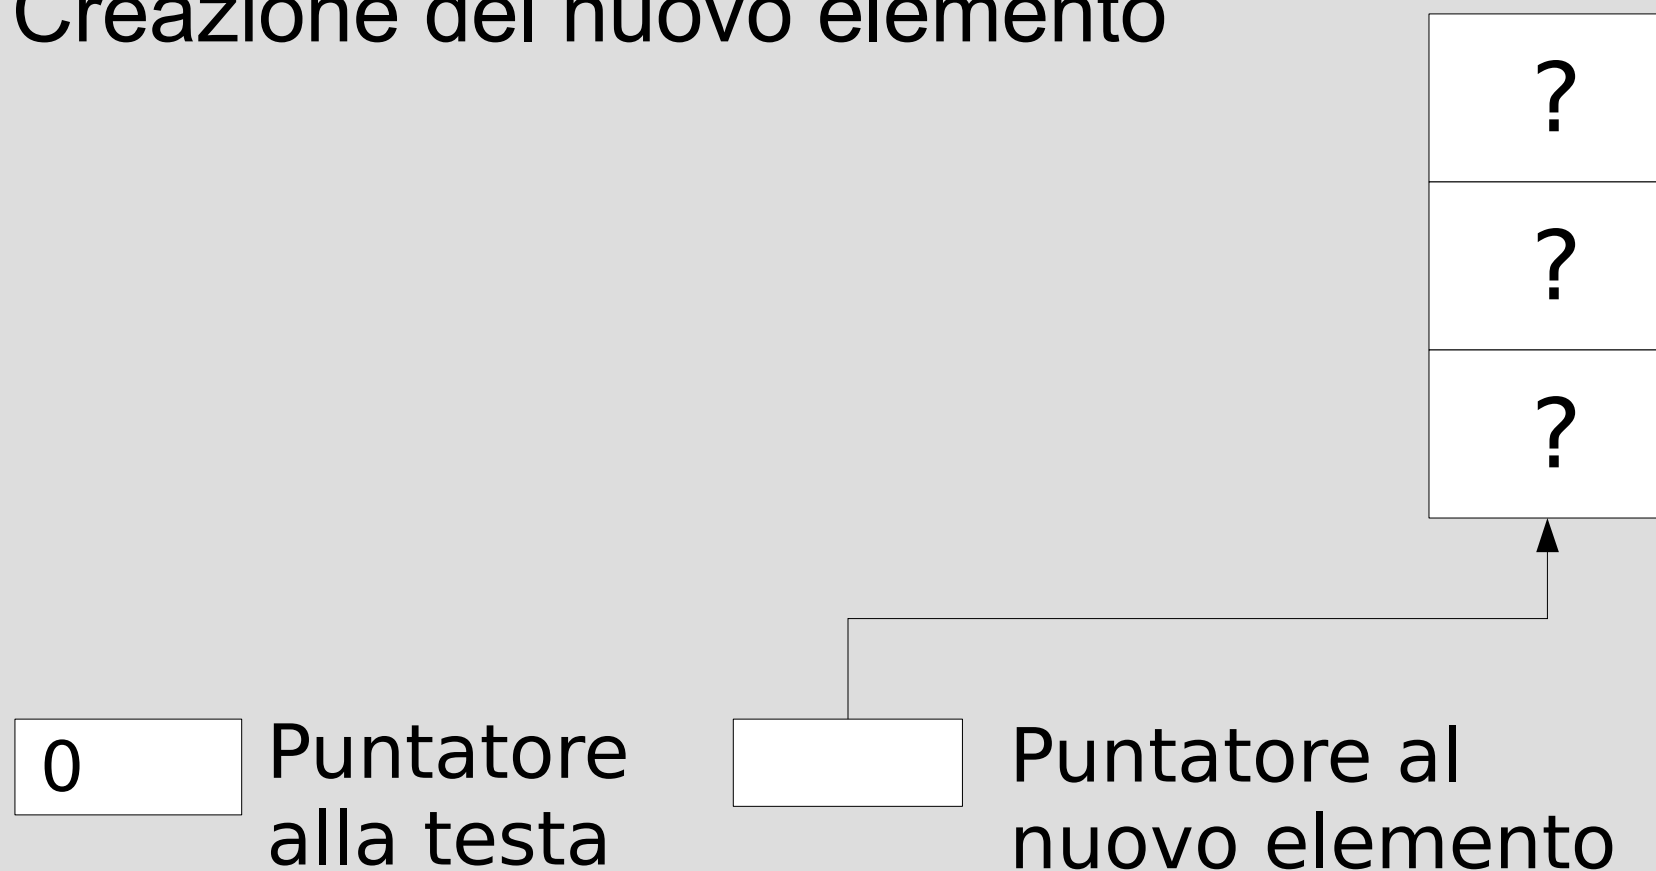 Creazione del nuovo elemento
?
?
?
0
Puntatore
alla testa
Puntatore al
nuovo elemento